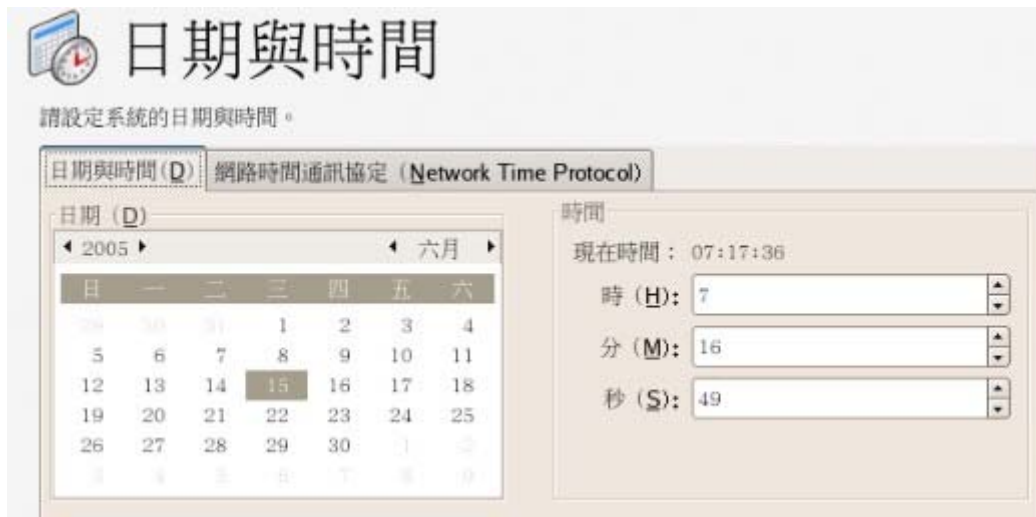 日期與時間
請設定系統的日期與時間。
日期與時間(D) 網路時間通訊協定 (Network Time Protocol)
日期 (D)
2005 六月
日 一 二 三 四 五 六
29 30 31 1 2 3 4
5 6 7 8 9 10 11
12 13 14 15 16 17 18
19 20 21 22 23 24 25
26 27 28 29 30 1 2
3 4 5 6 7 8 9
時間
現在時間： 07:17:36
時 (H): 7
分 (M): 16
秒 (S): 49